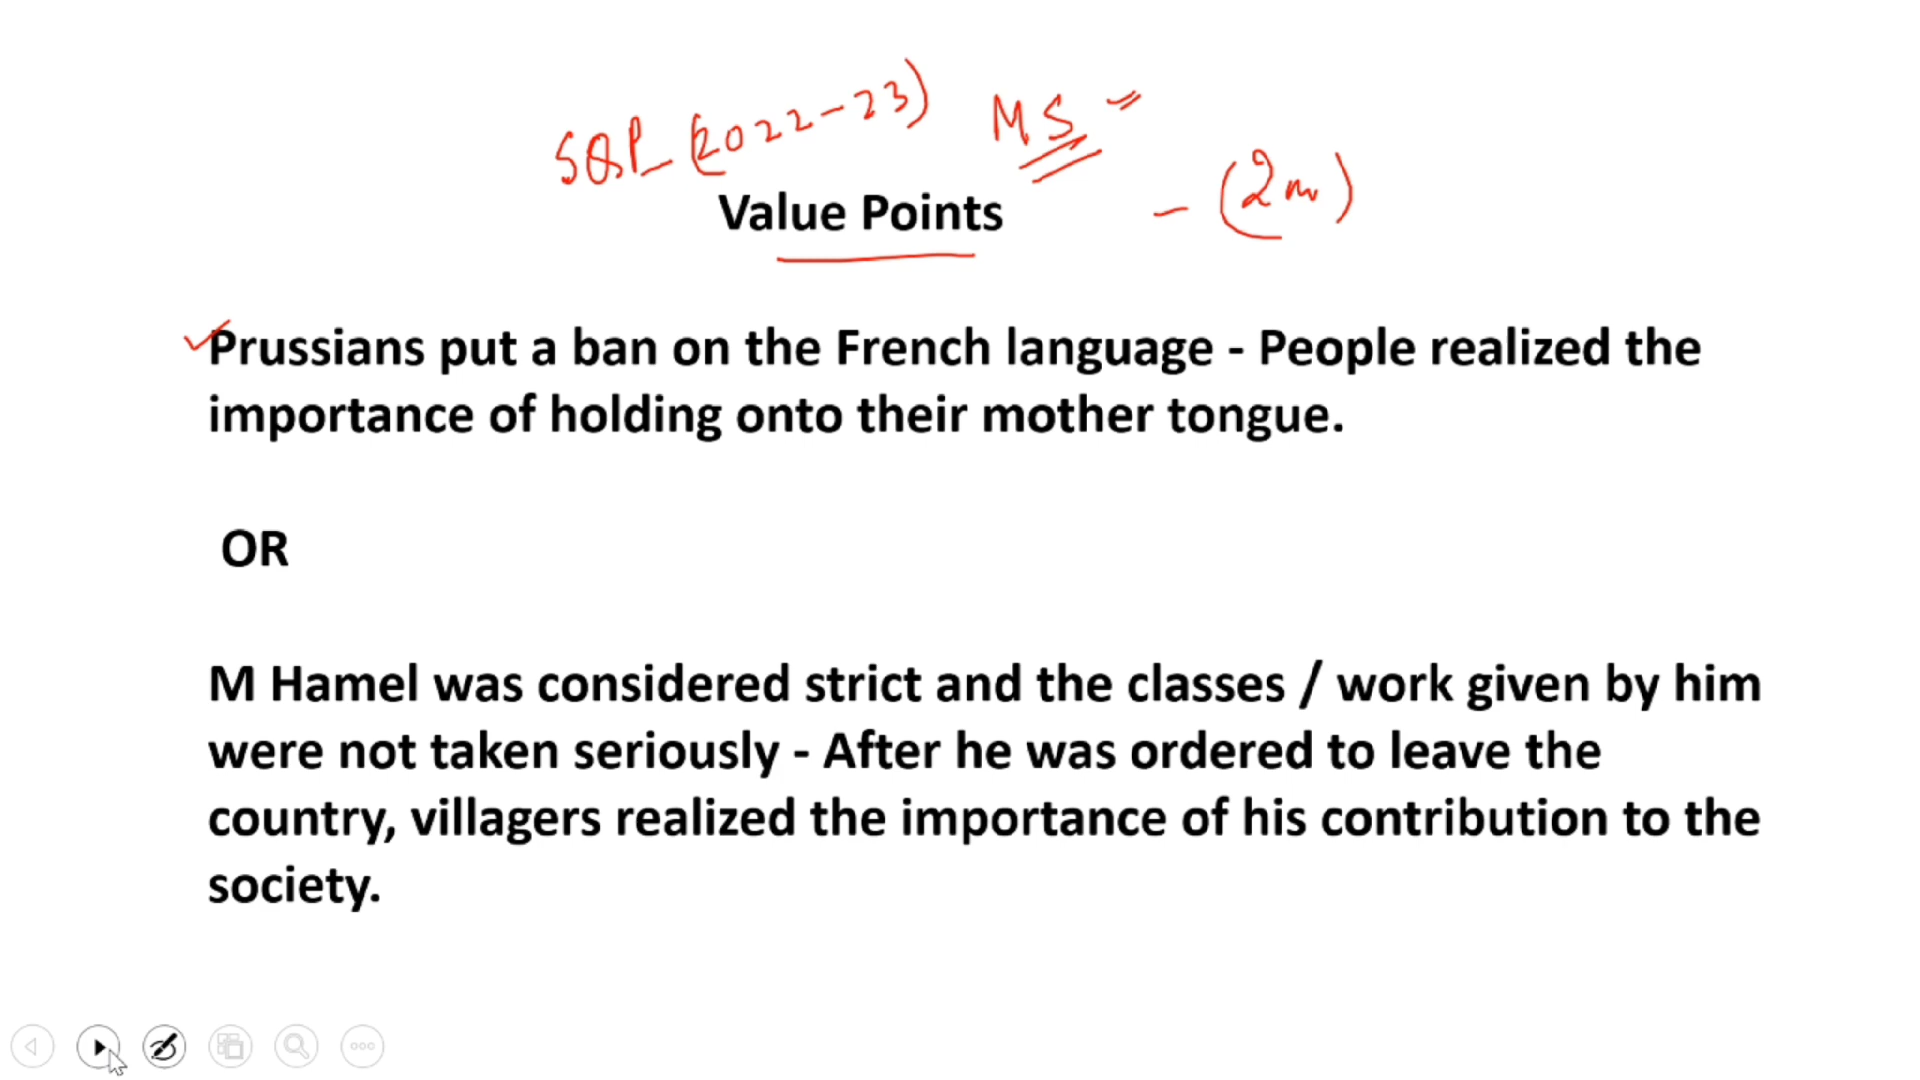 SQP (2022-23) MS
- (2m)
Value Points
Prussians put a ban on the French language - People realized the
importance of holding onto their mother tongue.
OR
M Hamel was considered strict and the classes / work given by him
were not taken seriously - After he was ordered to leave the
country, villagers realized the importance of his contribution to the
society.